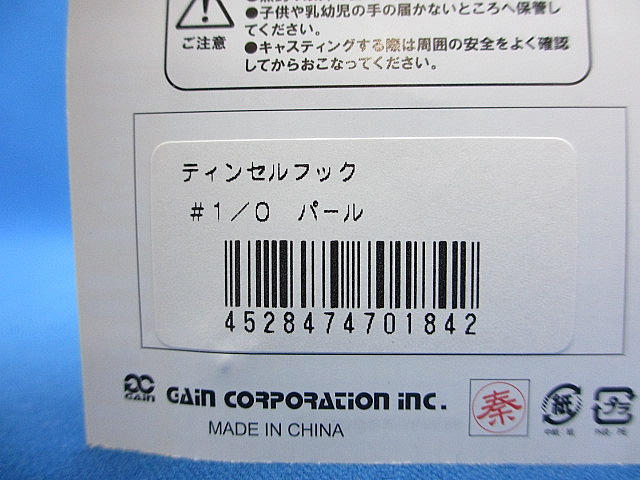 ●子供や乳幼児の手の届かないところへ保管し
てください。
●キャスティングする際は周囲の安全をよく確認
してからおこなってください。
ご注意
ティンセルフック
#1/0 パール
4528474701842
GAIN
GAIN CORPORATION INC.
MADE IN CHINA
秦
紙
プラ